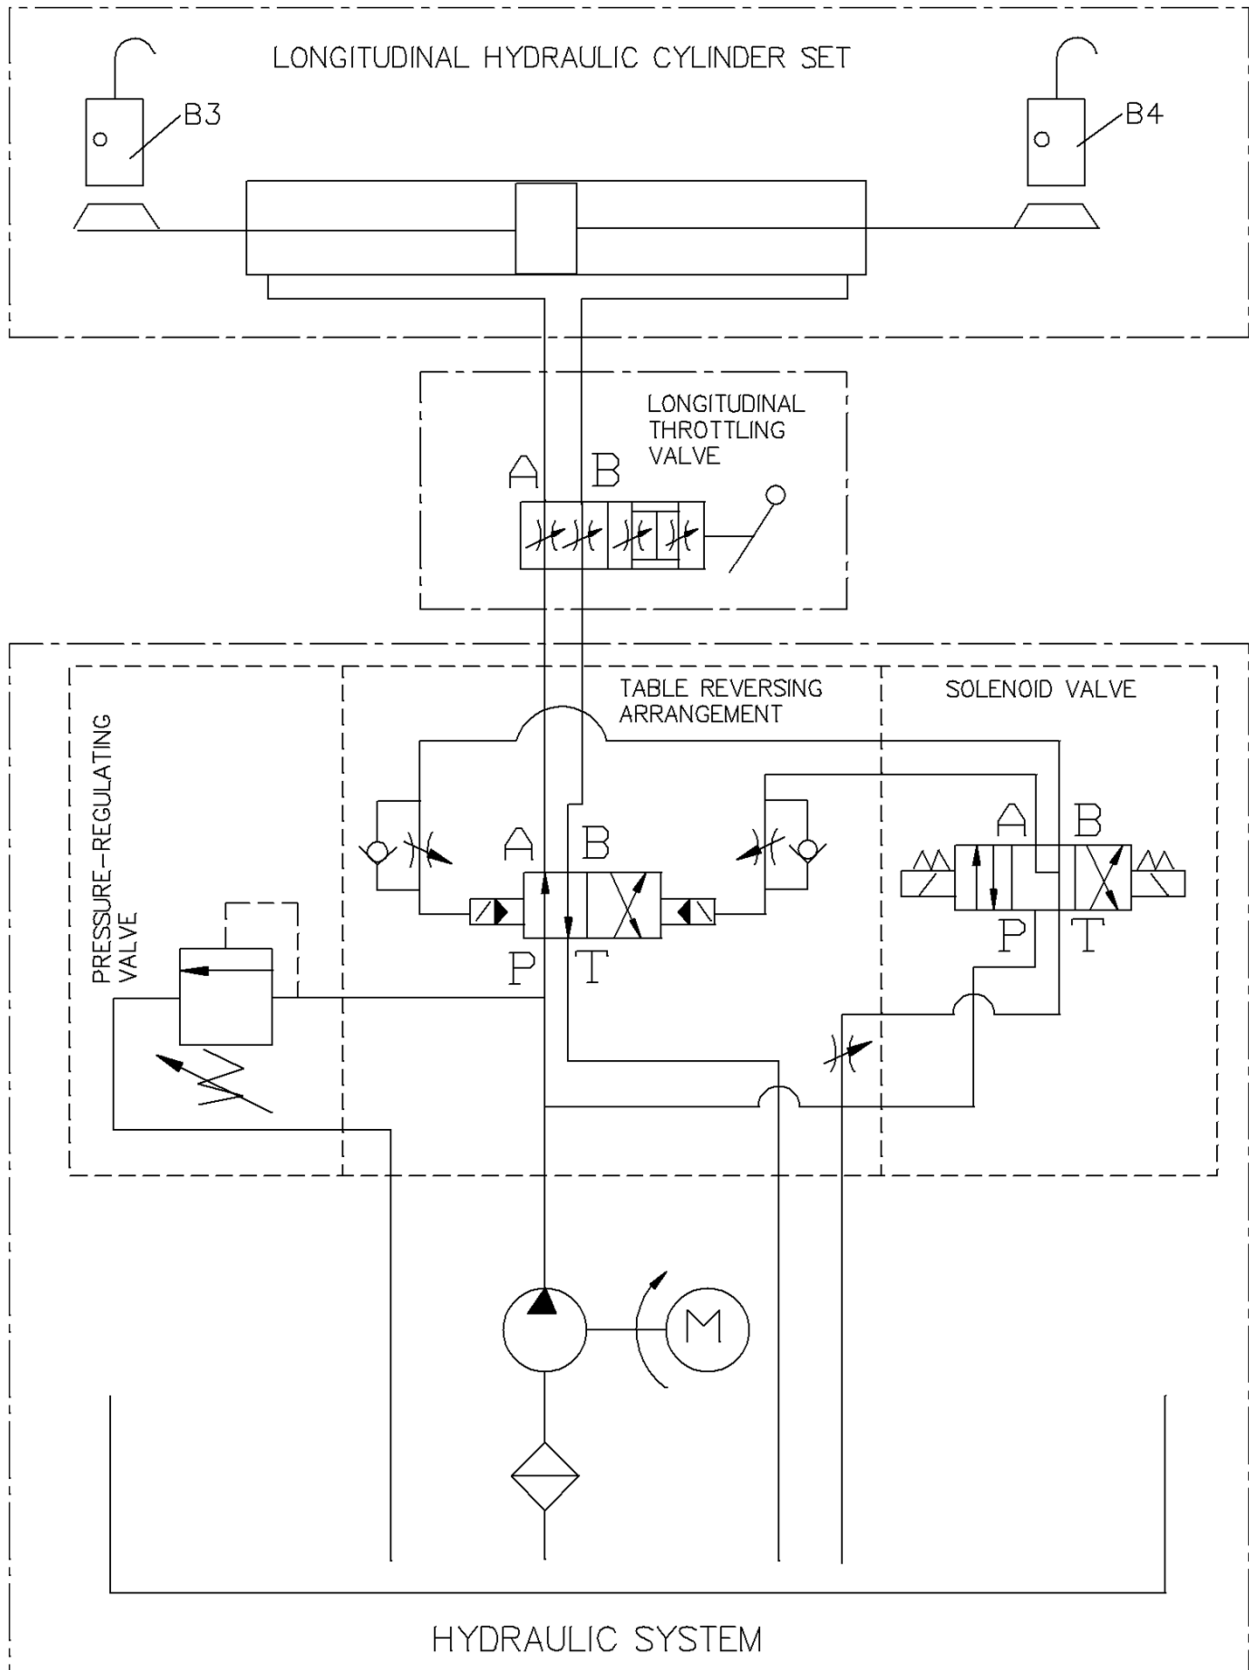 LONGITUDINAL HYDRAULIC CYLINDER SET
B3
B4
LONGITUDINAL
THROTTLING
VALVE
A B
TABLE REVERSING
ARRANGEMENT
SOLENOID VALVE
PRESSURE-REGULATING
VALVE
A B
A B
P T
P T
M
HYDRAULIC SYSTEM